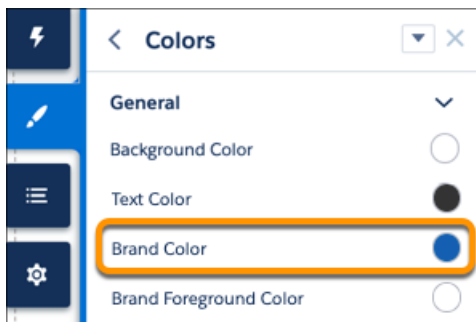 Colors
General
Background Color
Text Color
Brand Color
Brand Foreground Color